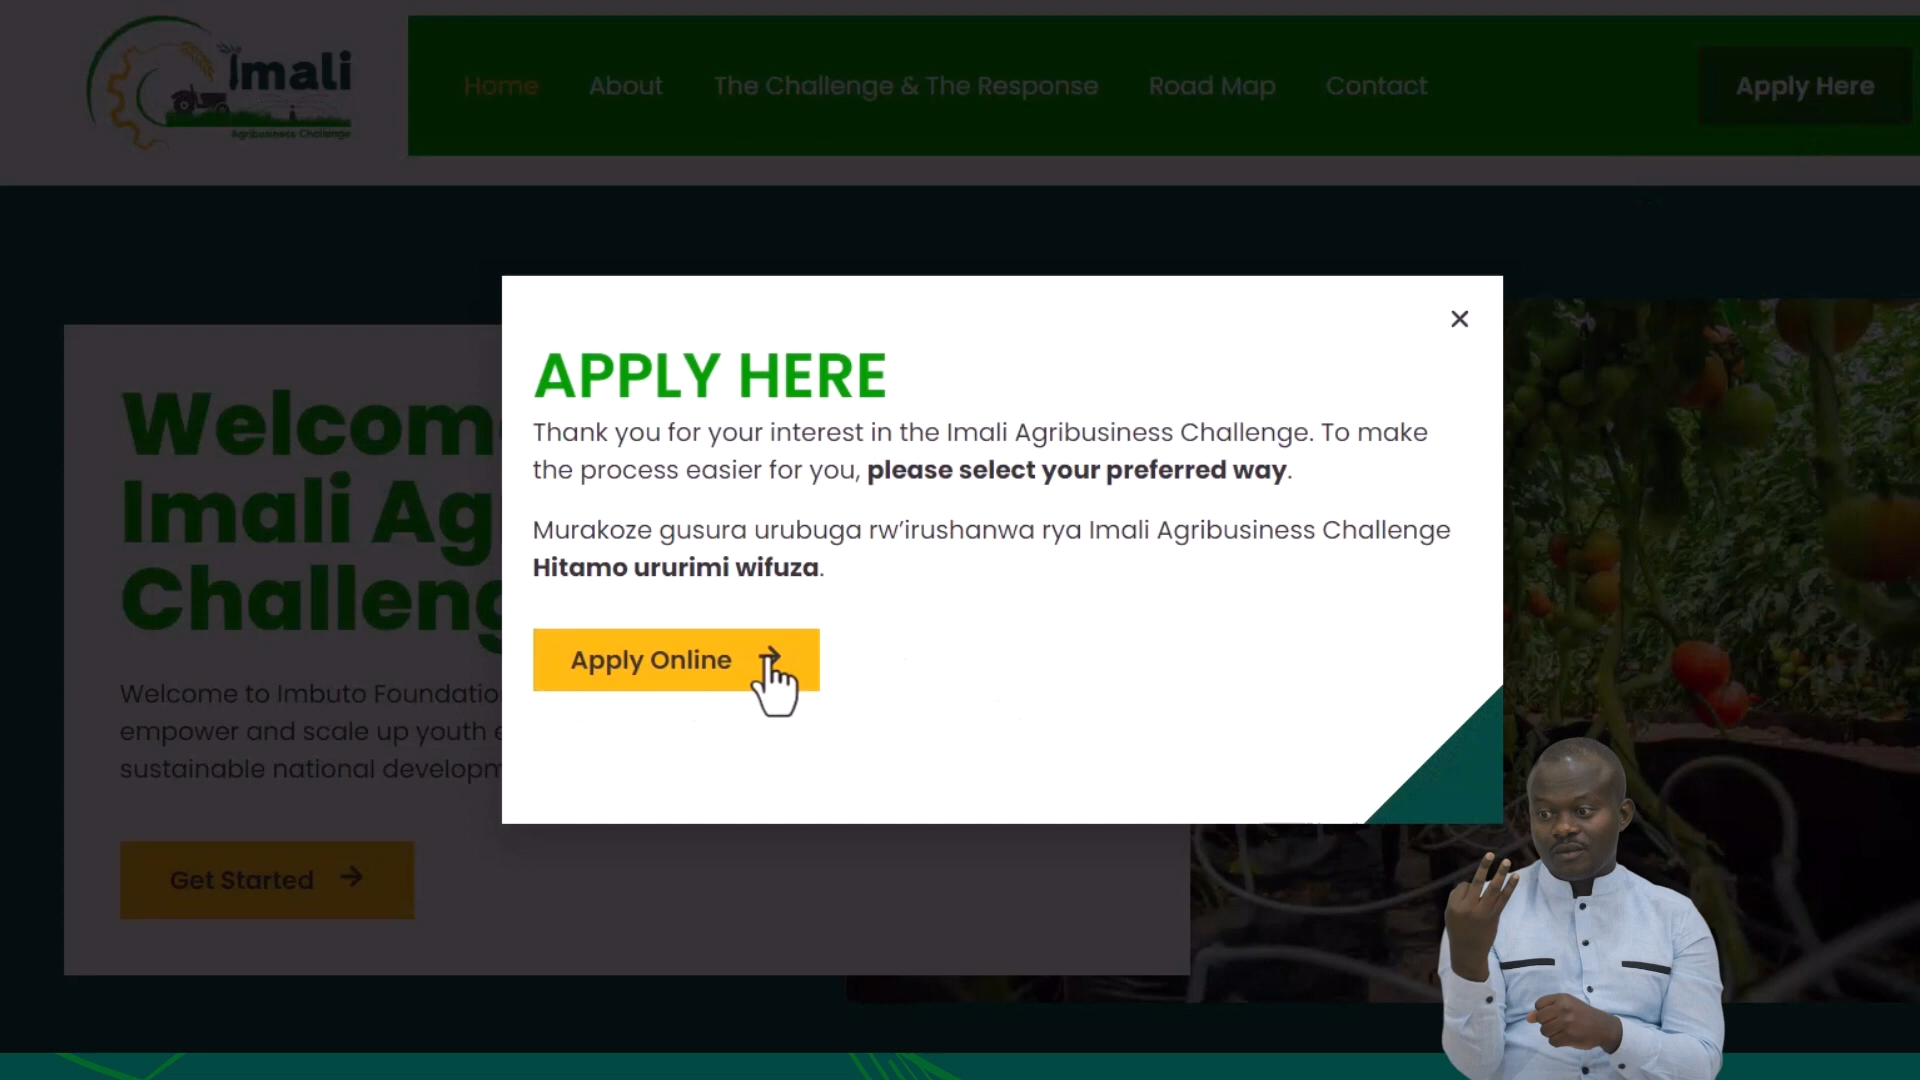 Imali
Agribusiness Challenge
Home
About
The Challenge & The Response
Road Map
Contact
Apply Here
APPLY HERE
Thank you for your interest in the Imali Agribusiness Challenge. To make
the process easier for you, please select your preferred way.
Murakoze gusura urubuga rw’irushanwa rya Imali Agribusiness Challenge
Hitamo ururimi wifuza.
Apply Online
Welcom
Imali Ag
Challeng
Welcome to Imbuto Foundatio
empower and scale up youth e
sustainable national developm
Get Started